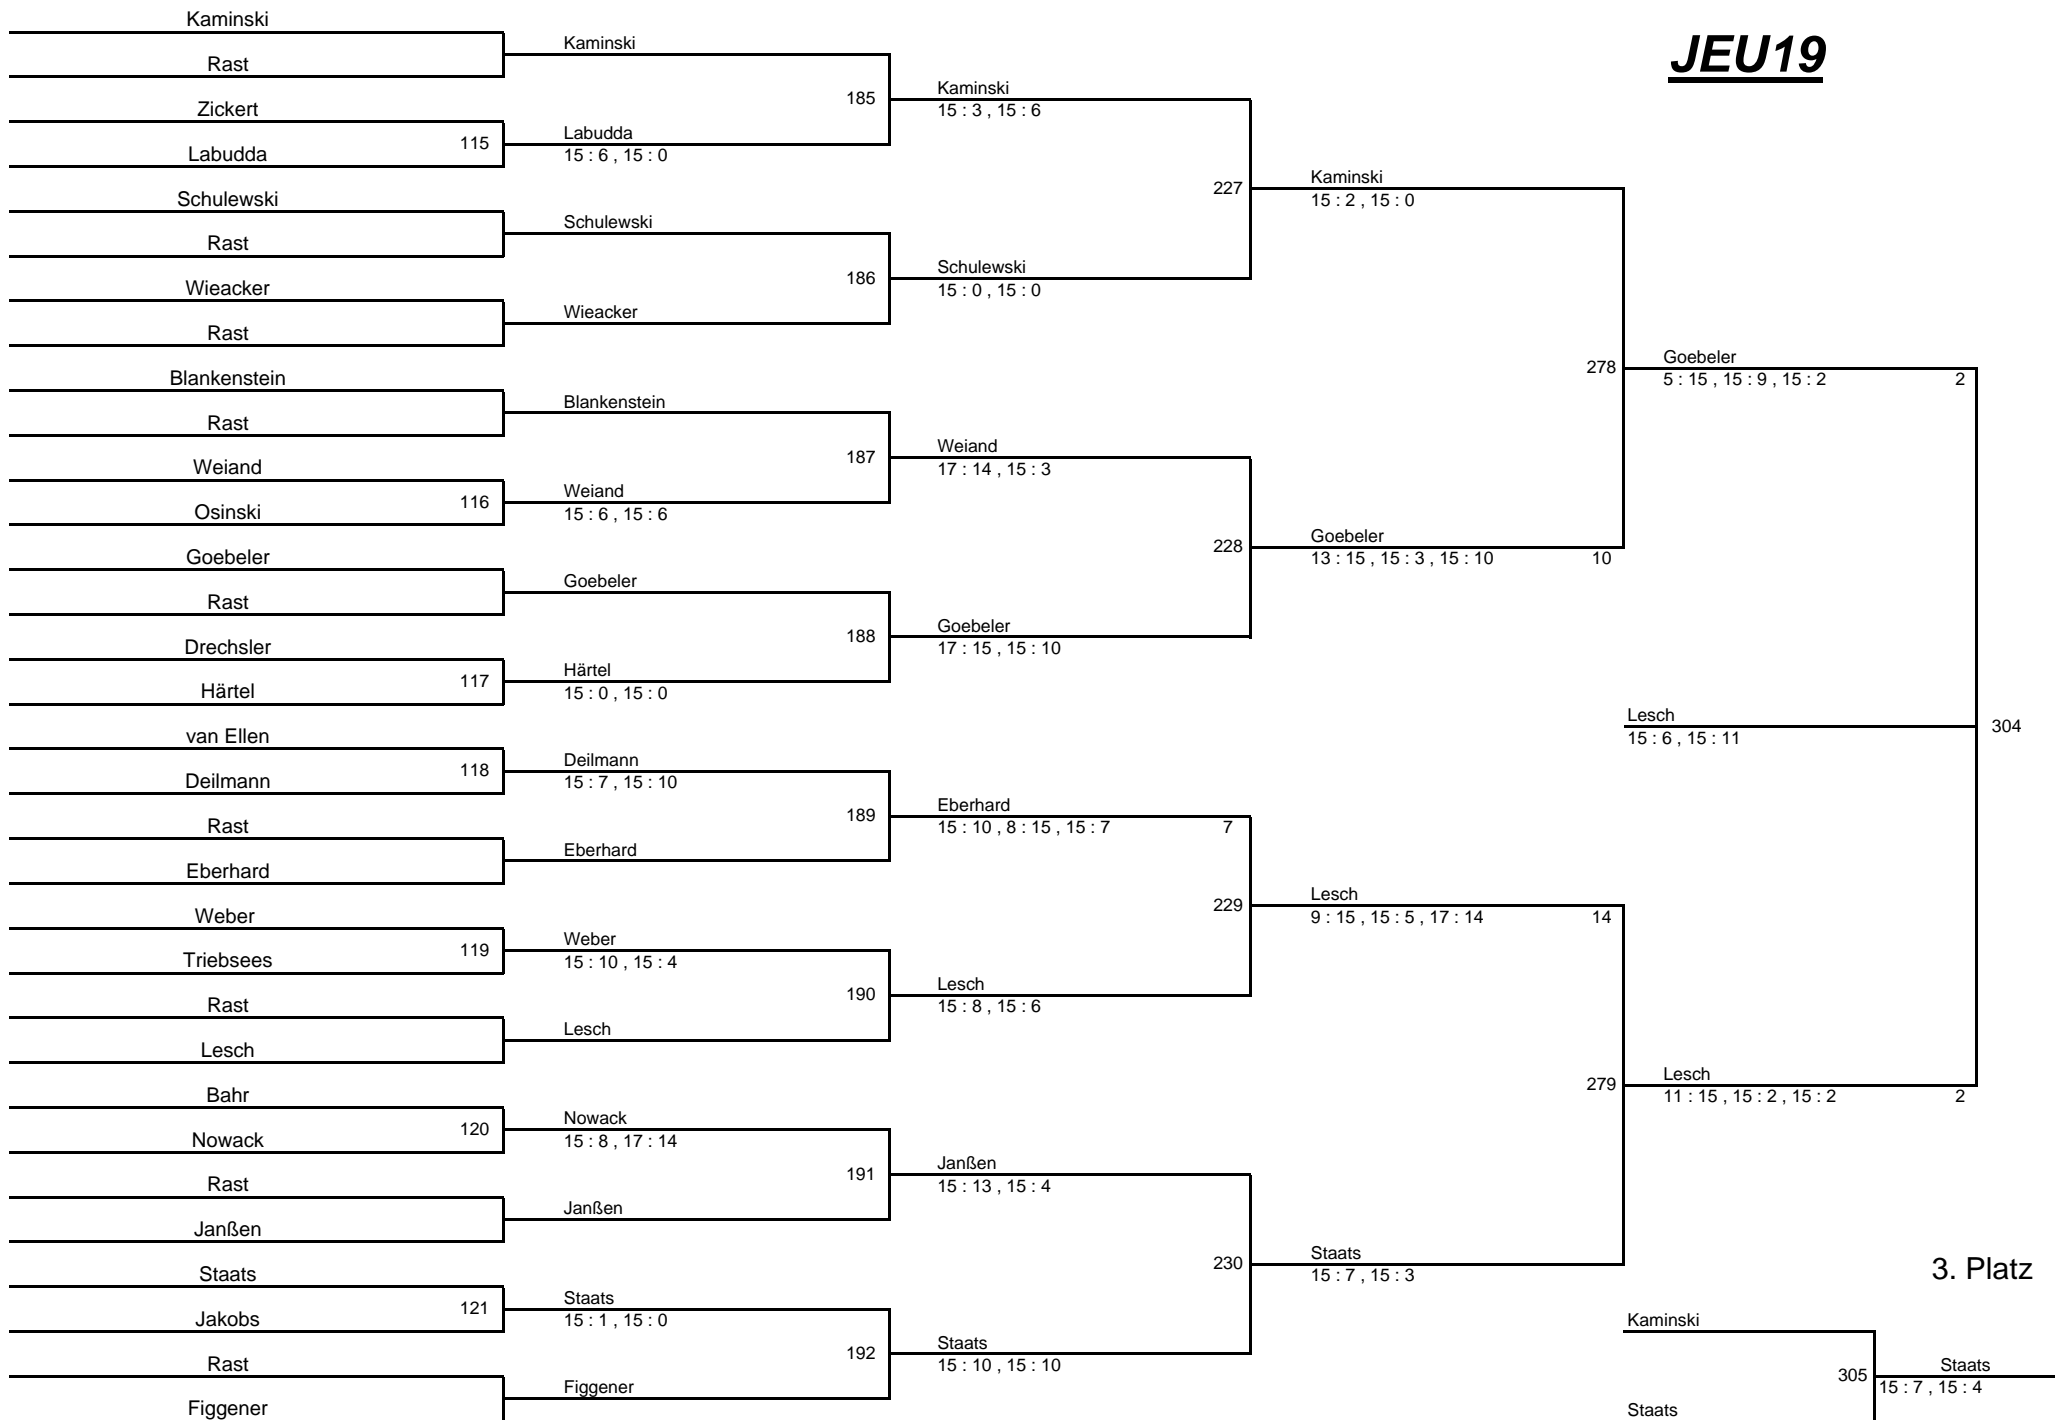 JEU19
Kaminski
Rast
Zickert
Labudda
115
Schulewski
Rast
Wieacker
Rast
Blankenstein
Rast
Weiand
Osinski
116
Goebeler
Rast
Drechsler
Härtel
117
van Ellen
Deilmann
118
Rast
Eberhard
Weber
Triebsees
119
Rast
Lesch
Bahr
Nowack
120
Rast
Janßen
Staats
Jakobs
121
Rast
Figgener
Kaminski
185
Labudda
15 : 6 , 15 : 0
Schulewski
186
Wieacker
Blankenstein
187
Weiand
15 : 6 , 15 : 6
Goebeler
188
Härtel
15 : 0 , 15 : 0
Deilmann
15 : 7 , 15 : 10
189
Eberhard
Weber
15 : 10 , 15 : 4
190
Lesch
Nowack
15 : 8 , 17 : 14
191
Janßen
Staats
15 : 1 , 15 : 0
192
Figgener
Kaminski
15 : 3 , 15 : 6
227
Schulewski
15 : 0 , 15 : 0
Weiand
17 : 14 , 15 : 3
228
Goebeler
17 : 15 , 15 : 10
Eberhard
15 : 10 , 8 : 15 , 15 : 7 7
229
Lesch
15 : 8 , 15 : 6
Janßen
15 : 13 , 15 : 4
230
Staats
15 : 10 , 15 : 10
Kaminski
15 : 2 , 15 : 0
278
Goebeler
13 : 15 , 15 : 3 , 15 : 10 10
Lesch
9 : 15 , 15 : 5 , 17 : 14 14
279
Staats
15 : 7 , 15 : 3
Goebeler
5 : 15 , 15 : 9 , 15 : 2 2
Lesch
15 : 6 , 15 : 11
304
Lesch
11 : 15 , 15 : 2 , 15 : 2 2
3. Platz
Kaminski
305
Staats
15 : 7 , 15 : 4
Staats